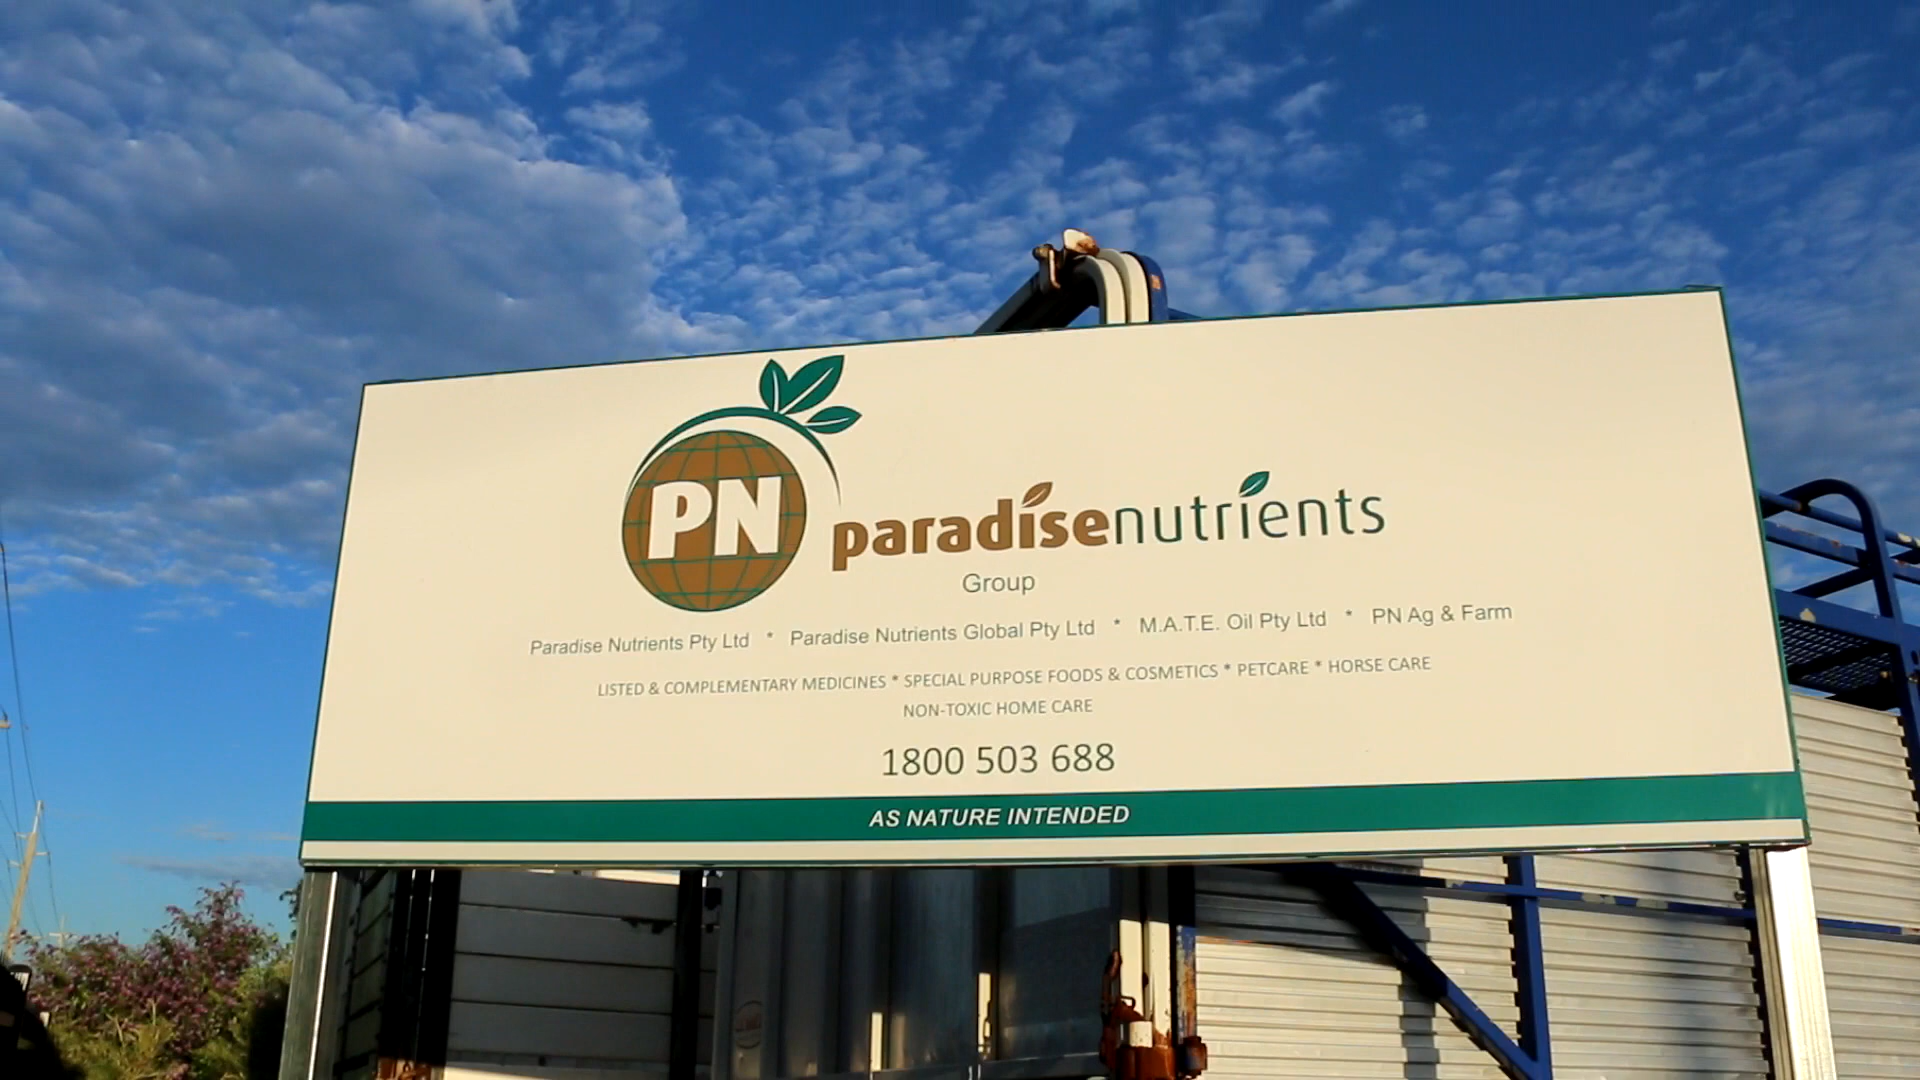 PN
paradisenutrients
Group
Paradise Nutrients Pty Ltd * Paradise Nutrients Global Pty Ltd * M.A.T.E. Oil Pty Ltd * PN Ag & Farm
LISTED & COMPLEMENTARY MEDICINES * SPECIAL PURPOSE FOODS & COSMETICS * PETCARE * HORSE CARE
NON-TOXIC HOME CARE
1800 503 688
AS NATURE INTENDED